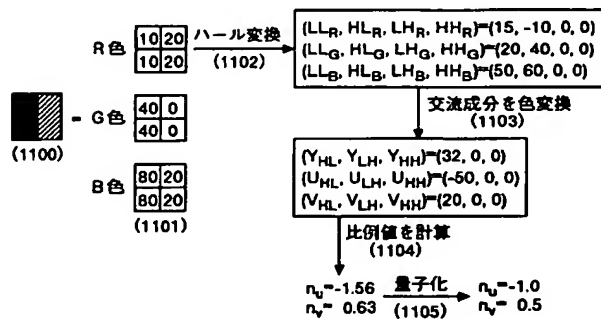 R色
10 20
10 20
ハール変換
(1102)
(LL_R, HL_R, LH_R, HH_R)=(15, -10, 0, 0)
(LL_G, HL_G, LH_G, HH_G)=(20, 40, 0, 0)
(LL_B, HL_B, LH_B, HH_B)=(50, 60, 0, 0)
(1100)
G色
40 0
40 0
交流成分を色変換
(1103)
B色
80 20
80 20
(1101)
(Y_HL, Y_LH, Y_HH)=(32, 0, 0)
(U_HL, U_LH, U_HH)=(-50, 0, 0)
(V_HL, V_LH, V_HH)=(20, 0, 0)
比例値を計算
(1104)
n_u=-1.56
n_v= 0.63
量子化
(1105)
n_u=-1.0
n_v= 0.5